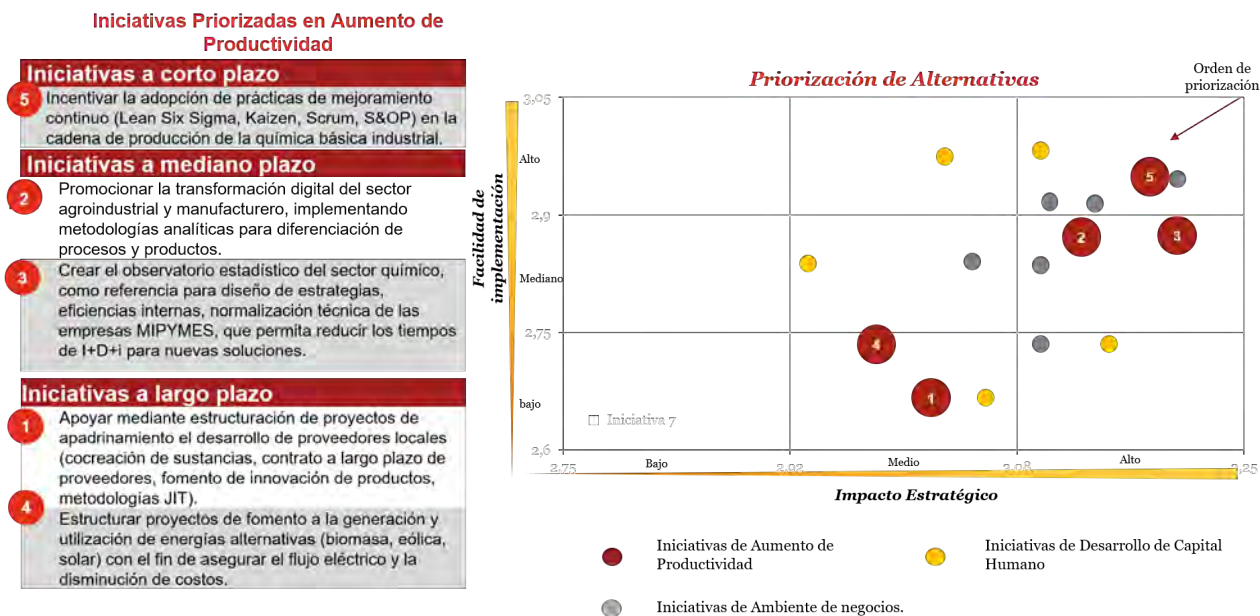 Iniciativas Priorizadas en Aumento de
Productividad
Iniciativas a corto plazo
5
Incentivar la adopción de prácticas de mejoramiento
continuo (Lean Six Sigma, Kaizen, Scrum, S&OP) en la
cadena de producción de la química básica industrial.
Iniciativas a mediano plazo
2
Promocionar la transformación digital del sector
agroindustrial y manufacturero, implementando
metodologías analíticas para diferenciación de
procesos y productos.
3
Crear el observatorio estadístico del sector químico,
como referencia para diseño de estrategias,
eficiencias internas, normalización técnica de las
empresas MIPYMES, que permita reducir los tiempos
de I+D+i para nuevas soluciones.
Iniciativas a largo plazo
1
Apoyar mediante estructuración de proyectos de
apadrinamiento el desarrollo de proveedores locales
(cocreación de sustancias, contrato a largo plazo de
proveedores, fomento de innovación de productos,
metodologías JIT).
4
Estructurar proyectos de fomento a la generación y
utilización de energías alternativas (biomasa, eólica,
solar) con el fin de asegurar el flujo eléctrico y la
disminución de costos.
Priorización de Alternativas
Orden de
priorización
3,05
Alto
2,9
Mediano
2,75
bajo
2,6
Facilidad de
implementación
5
2
3
4
1
Iniciativa 7
2,75
Bajo
2,92
Medio
3,08
Alto
3,25
Impacto Estratégico
Iniciativas de Aumento de
Productividad
Iniciativas de Desarrollo de Capital
Humano
Iniciativas de Ambiente de negocios.